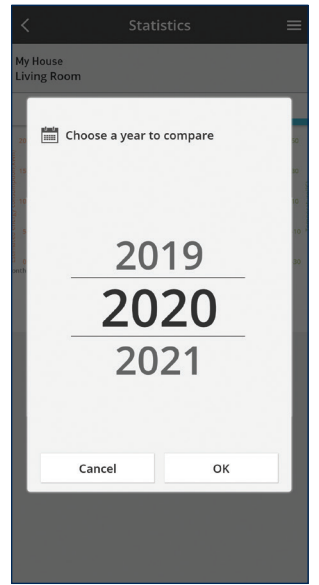 Statistics
My House
Living Room
Choose a year to compare
2019
2020
2021
Cancel
OK